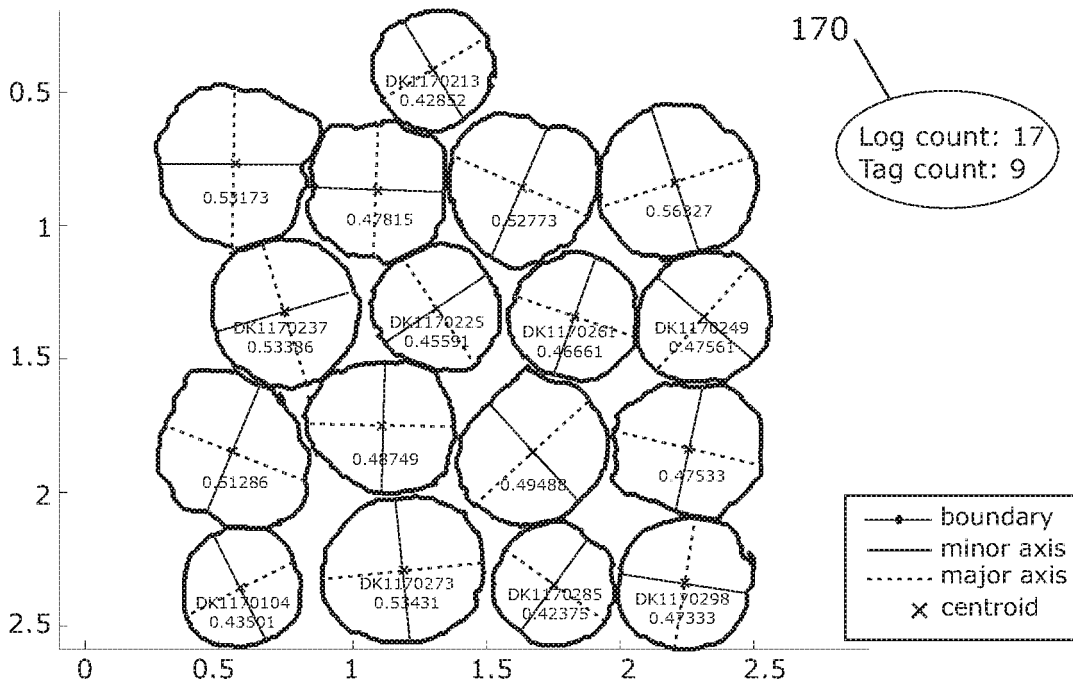 170
Log count: 17
Tag count: 9
DK1170213
0.42852
0.53173
0.47815
0.52773
0.56327
DK1170237
0.53386
DK1170225
0.45591
DK1170261
0.46661
DK1170249
0.47561
0.51286
0.48749
0.49488
0.47533
DK1170104
0.43501
DK1170273
0.53431
DK1170285
0.42375
DK1170298
0.47333
0.5
1
1.5
2
2.5
0
0.5
1
1.5
2
2.5
boundary
minor axis
major axis
centroid